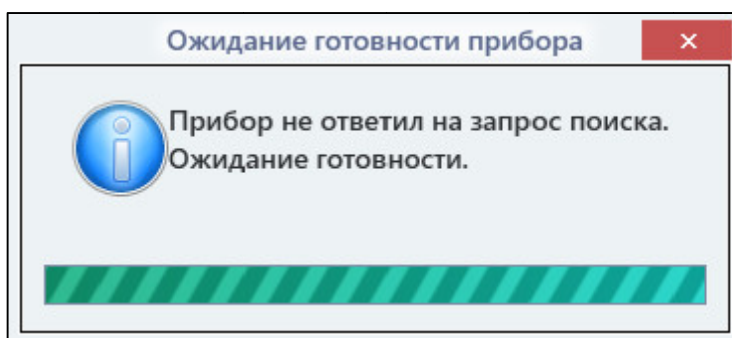 Ожидание готовности прибора
Прибор не ответил на запрос поиска.
Ожидание готовности.